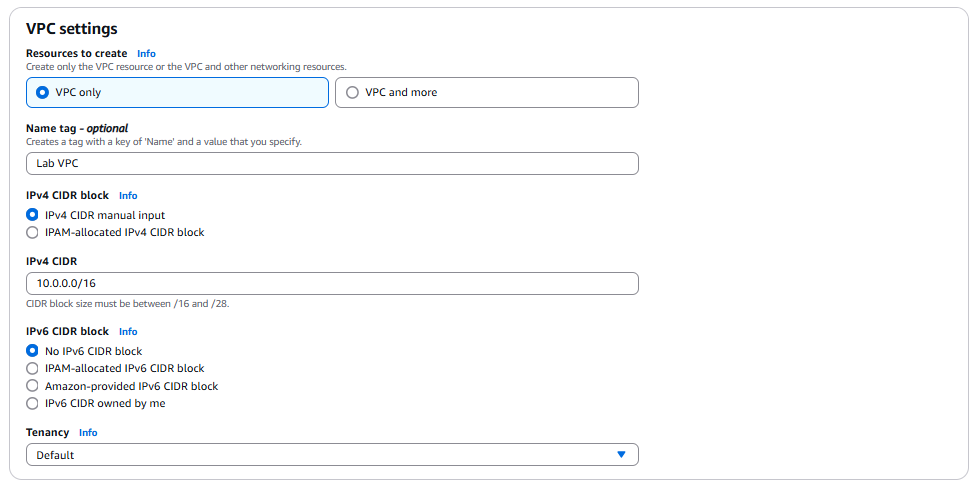 VPC settings
Resources to create Info
Create only the VPC resource or the VPC and other networking resources.
VPC only
VPC and more
Name tag - optional
Creates a tag with a key of 'Name' and a value that you specify.
Lab VPC
IPv4 CIDR block Info
IPv4 CIDR manual input
IPAM-allocated IPv4 CIDR block
IPv4 CIDR
10.0.0.0/16
CIDR block size must be between /16 and /28.
IPv6 CIDR block Info
No IPv6 CIDR block
IPAM-allocated IPv6 CIDR block
Amazon-provided IPv6 CIDR block
IPv6 CIDR owned by me
Tenancy Info
Default